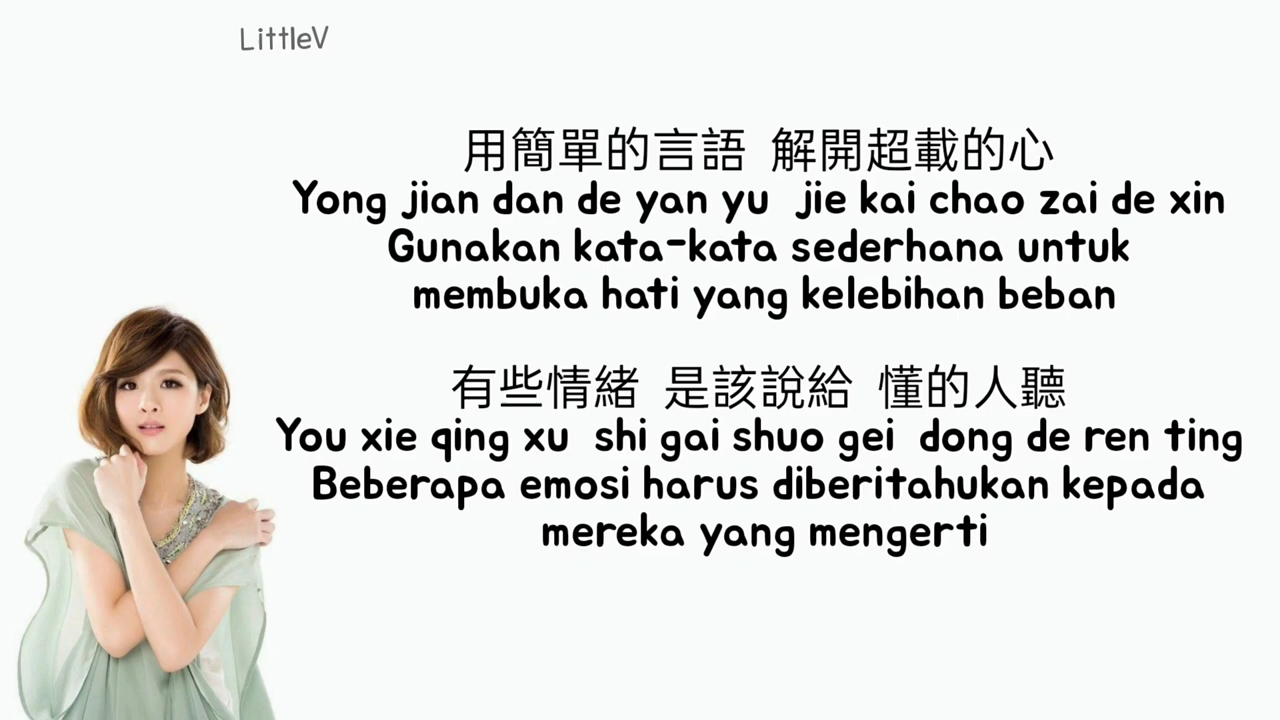 LittleV
用簡單的言語 解開超載的心
Yong jian dan de yan yu jie kai chao zai de xin
Gunakan kata-kata sederhana untuk
membuka hati yang kelebihan beban
有些情緒 是該說給 懂的人聽
You xie qing xu shi gai shuo gei dong de ren ting
Beberapa emosi harus diberitahukan kepada
mereka yang mengerti